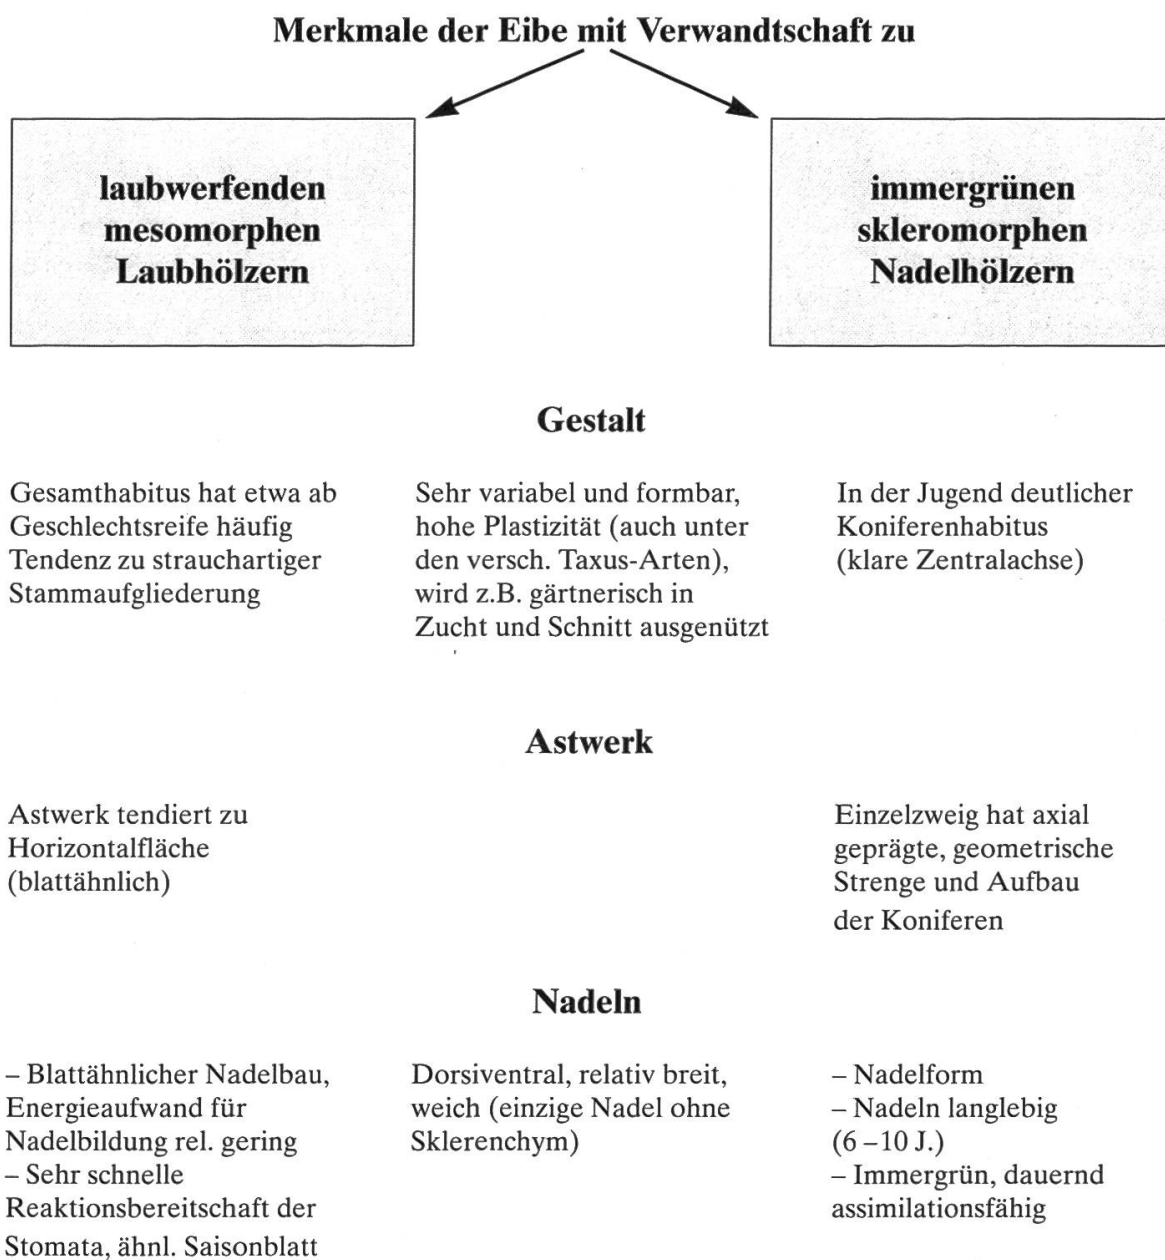 Merkmale der Eibe mit Verwandtschaft zu
laubwerfenden
mesomorphen
Laubhölzern
immergrünen
skleromorphen
Nadelhölzern
Gestalt
Gesamthabitus hat etwa ab
Geschlechtsreife häufig
Tendenz zu strauchartiger
Stammaufgliederung
Sehr variabel und formbar,
hohe Plastizität (auch unter
den versch. Taxus-Arten),
wird z.B. gärtnerisch in
Zucht und Schnitt ausgenützt
In der Jugend deutlicher
Koniferenhabitus
(klare Zentralachse)
Astwerk
Astwerk tendiert zu
Horizontalfläche
(blattähnlich)
Einzelzweig hat axial
geprägte, geometrische
Strenge und Aufbau
der Koniferen
Nadeln
– Blattähnlicher Nadelbau,
Energieaufwand für
Nadelbildung rel. gering
– Sehr schnelle
Reaktionsbereitschaft der
Stomata, ähnl. Saisonblatt
Dorsiventral, relativ breit,
weich (einzige Nadel ohne
Sklerenchym)
– Nadelform
– Nadeln langlebig
(6–10 J.)
– Immergrün, dauernd
assimilationsfähig